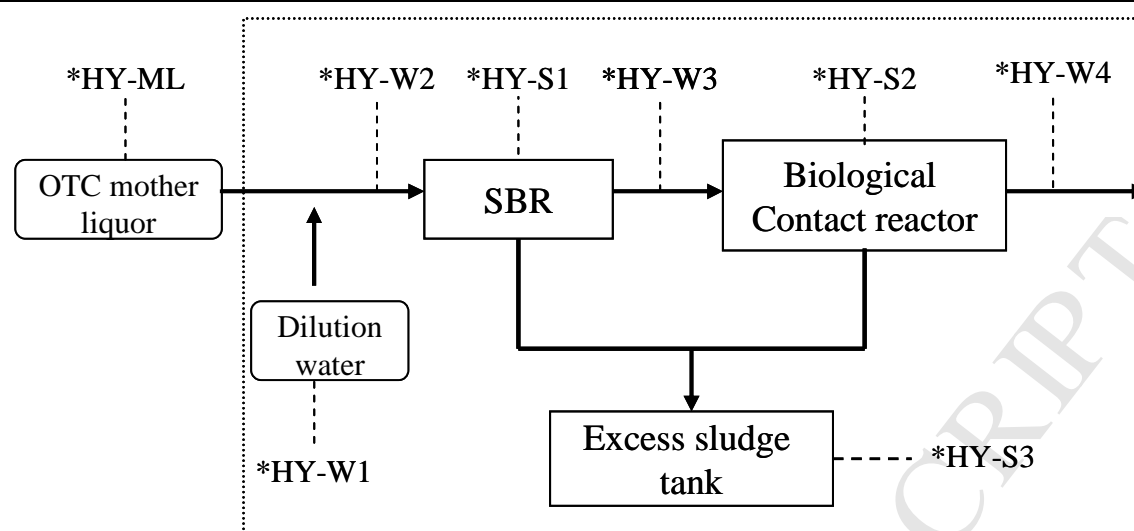 *HY-ML
*HY-W2
*HY-S1
*HY-W3
*HY-S2
*HY-W4
OTC mother
liquor
SBR
Biological
Contact reactor
Dilution
water
*HY-W1
Excess sludge
tank
*HY-S3
CRIPT